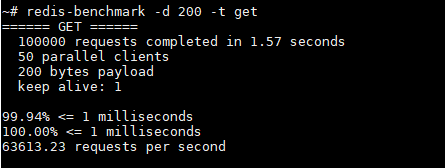 ~# redis-benchmark -d 200 -t get
====== GET ======
100000 requests completed in 1.57 seconds
50 parallel clients
200 bytes payload
keep alive: 1
99.94% <= 1 milliseconds
100.00% <= 1 milliseconds
63613.23 requests per second